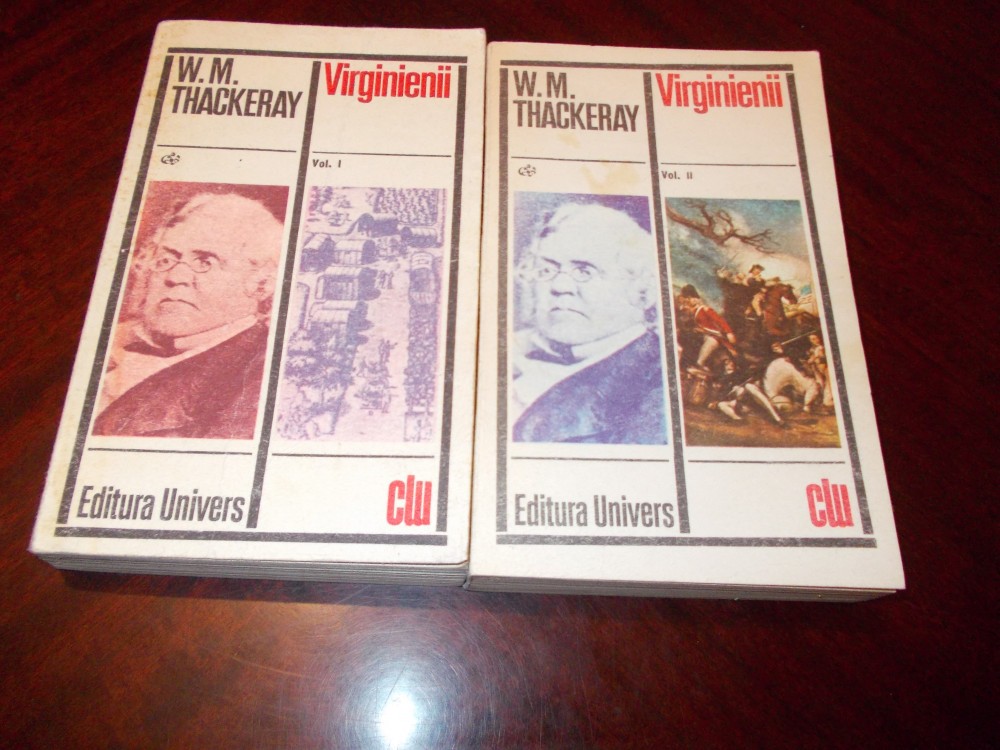 W. M.
THACKERAY
Virginienii
Vol. I
Editura Univers
clu
W. M.
THACKERAY
Virginienii
Vol. II
Editura Univers
clu